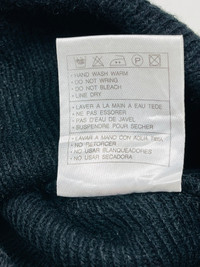 • HAND WASH WARM
• DO NOT WRING
• DO NOT BLEACH
• LINE DRY
• LAVER A LA MAIN A EAU TEDE
• NE PAS ESSORER
• PAS D'EAU DE JAVEL
• SUSPENDRE POUR SECHER
• LAVAR A MANO CON AGUA TIBIA
• NO RETORCER
• NO USAR BLANQUEADORES
• NO USAR SECADORA